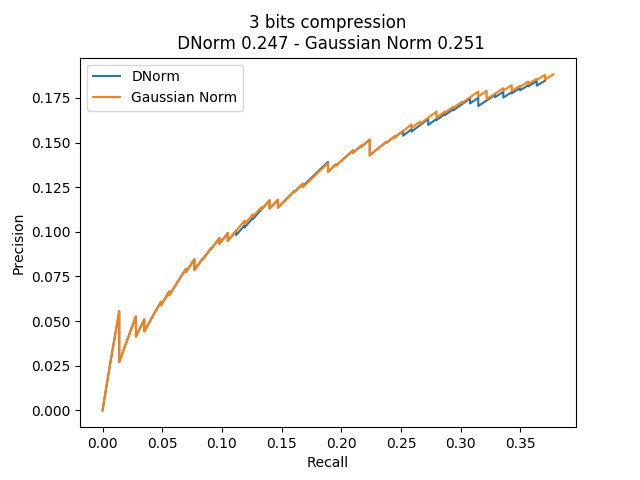 3 bits compression
DNorm 0.247 - Gaussian Norm 0.251
DNorm
Gaussian Norm
0.175
0.150
0.125
0.100
0.075
0.050
0.025
0.000
Precision
0.00 0.05 0.10 0.15 0.20 0.25 0.30 0.35
Recall